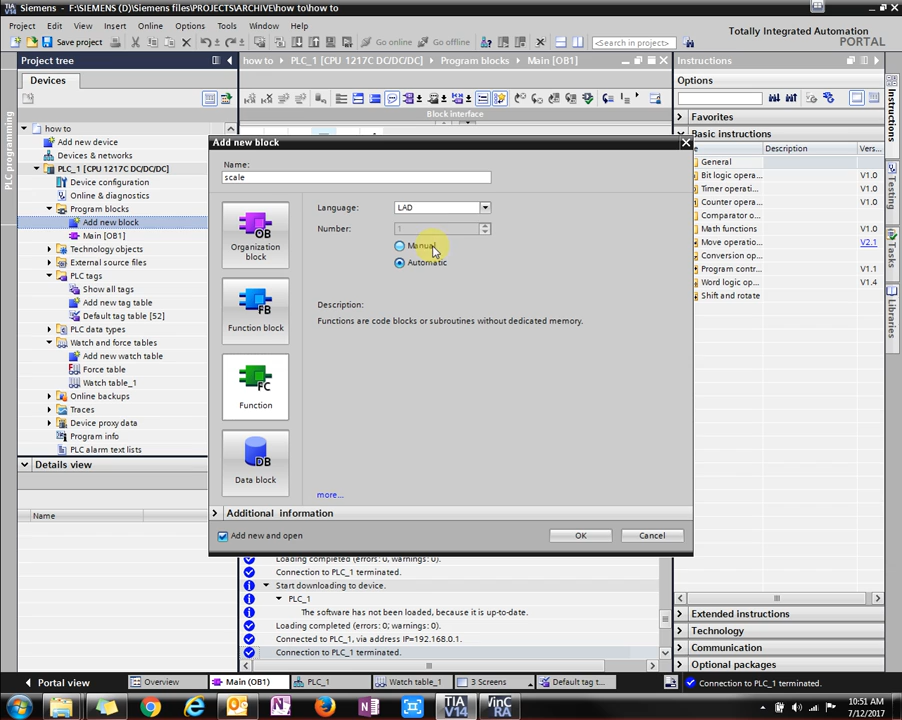 Siemens - F:\SIEMENS (D)\Siemens files\PROJECTS\ARCHIVE\how to\how to
Project Edit View Insert Online Options Tools Window Help
Totally Integrated Automation
PORTAL
Save project
Go online
Go offline
<Search in project>
Project tree
how to
PLC_1 [CPU 1217C DC/DC/DC]
Program blocks
Main [OB1]
Instructions
Devices
Options
Block interface
PLC programming
how to
Add new device
Devices & networks
PLC_1 [CPU 1217C DC/DC/DC]
Device configuration
Online & diagnostics
Program blocks
Add new block
Main [OB1]
Technology objects
External source files
PLC tags
Show all tags
Add new tag table
Default tag table [52]
PLC data types
Watch and force tables
Add new watch table
Force table
Watch table_1
Online backups
Traces
Device proxy data
Program info
PLC alarm text lists
Details view
Name
Add new block
Name:
scale
OB
Organization
block
FB
Function block
FC
Function
DB
Data block
Language:
LAD
Number:
1
Manual
Automatic
Description:
Functions are code blocks or subroutines without dedicated memory.
more...
Additional information
Add new and open
OK
Cancel
Favorites
Basic instructions
Description
Vers...
General
Bit logic opera... V1.0
Timer operati... V1.0
Counter opera... V1.0
Comparator o...
Math functions
Move operatio... V2.1
Conversion op...
Program contr... V1.1
Word logic op... V1.4
Shift and rotate
Extended instructions
Technology
Communication
Optional packages
Instructions
Testing
Tasks
Libraries
Loading completed (errors: 0, warnings: 0).
Connection to PLC_1 terminated.
Start downloading to device.
PLC_1
The software has not been loaded, because it is up-to-date.
Loading completed (errors: 0; warnings: 0).
Connected to PLC_1, via address IP=192.168.0.1.
Connection to PLC_1 terminated.
Portal view
Overview
Main (OB1)
PLC_1
Watch table_1
3 Screens
Default tag t...
Connection to PLC_1 terminated.
TIA
V14
VinC
RA
10:51 AM
7/12/2017